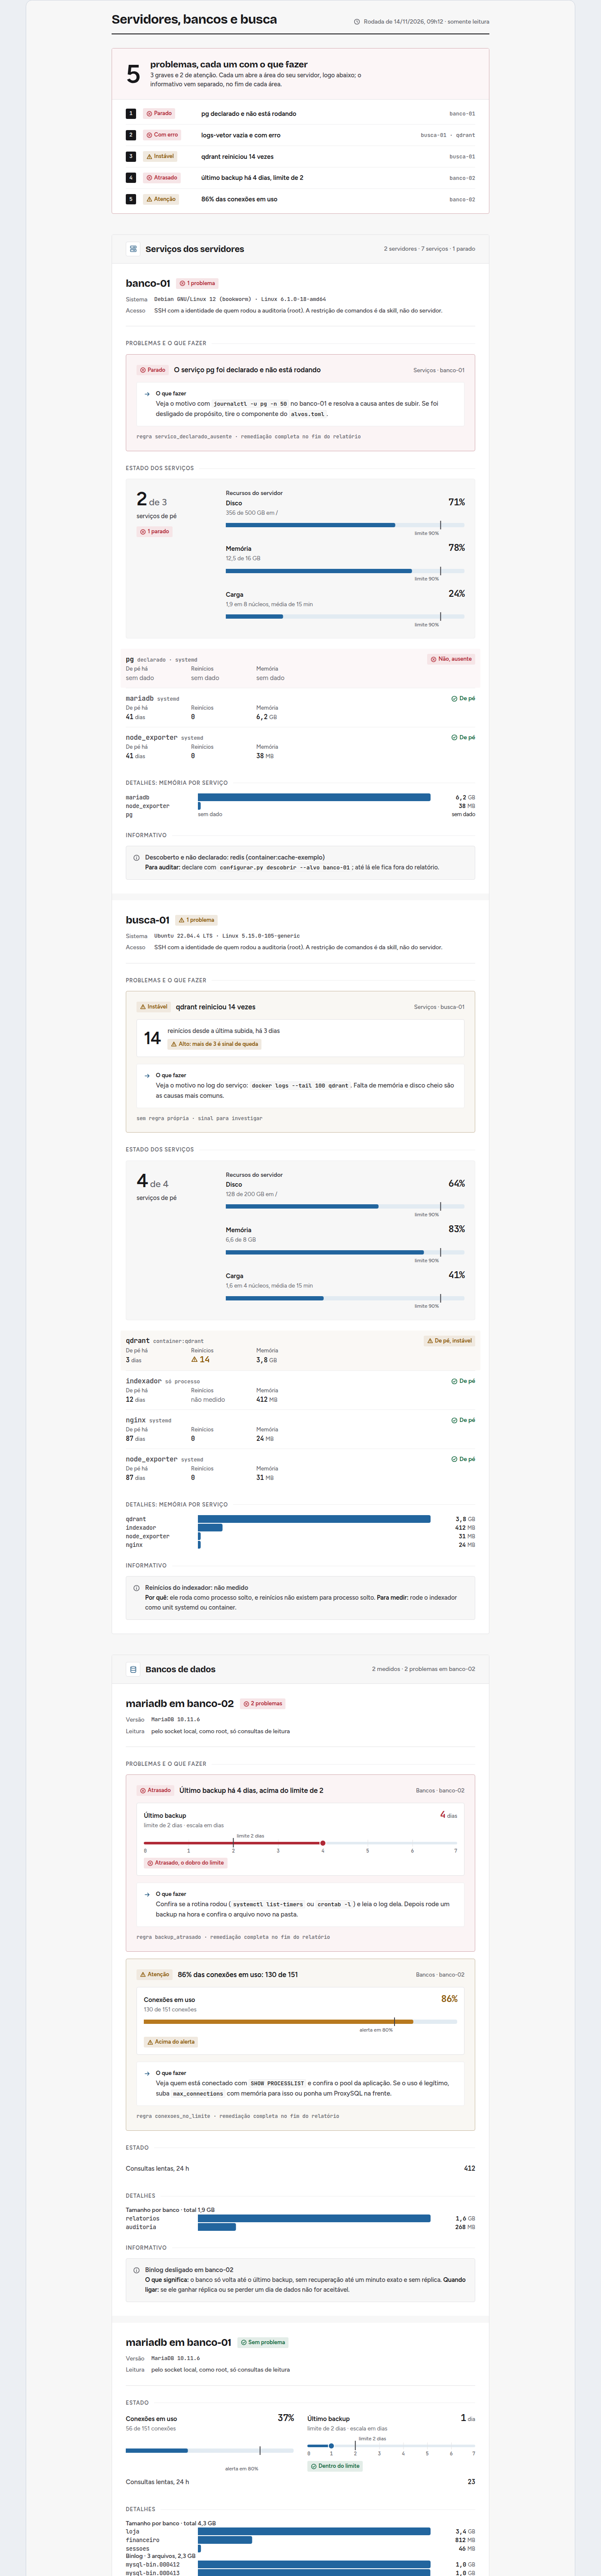 Servidores, bancos e busca
Rodada de 14/11/2026, 09h12 · somente leitura
5
problemas, cada um com o que fazer
3 graves e 2 de atenção. Cada um abre a área do seu servidor, logo abaixo; o
informativo vem separado, no fim de cada área.
1 Parado pg declarado e não está rodando banco-01
2 Com erro logs-vetor vazia e com erro busca-01 · qdrant
3 Instável qdrant reiniciou 14 vezes busca-01
4 Atrasado último backup há 4 dias, limite de 2 banco-02
5 Atenção 86% das conexões em uso banco-02
Serviços dos servidores
2 servidores · 7 serviços · 1 parado
banco-01 1 problema
Sistema Debian GNU/Linux 12 (bookworm) · Linux 6.1.0-18-amd64
Acesso SSH com a identidade de quem rodou a auditoria (root). A restrição de comandos é da skill, não do servidor.
PROBLEMAS E O QUE FAZER
Parado O serviço pg foi declarado e não está rodando Serviços · banco-01
O que fazer
Veja o motivo com journalctl -u pg -n 50 no banco-01 e resolva a causa antes de subir. Se foi
desligado de propósito, tire o componente do alvos.toml.
regra servico_declarado_ausente · remediação completa no fim do relatório
ESTADO DOS SERVIÇOS
2 de 3
serviços de pé
1 parado
Recursos do servidor
Disco 71%
356 de 500 GB em /
limite 90%
Memória 78%
12,5 de 16 GB
limite 90%
Carga 24%
1,9 em 8 núcleos, média de 15 min
limite 90%
pg declarado · systemd Não, ausente
De pé há Reinícios Memória
sem dado sem dado sem dado
mariadb systemd De pé
De pé há Reinícios Memória
41 dias 0 6,2 GB
node_exporter systemd De pé
De pé há Reinícios Memória
41 dias 0 38 MB
DETALHES: MEMÓRIA POR SERVIÇO
mariadb 6,2 GB
node_exporter 38 MB
pg sem dado sem dado
INFORMATIVO
Descoberto e não declarado: redis (container:cache-exemplo)
Para auditar: declare com configurar.py descobrir --alvo banco-01; até lá ele fica fora do relatório.
busca-01 1 problema
Sistema Ubuntu 22.04.4 LTS · Linux 5.15.0-105-generic
Acesso SSH com a identidade de quem rodou a auditoria (root). A restrição de comandos é da skill, não do servidor.
PROBLEMAS E O QUE FAZER
Instável qdrant reiniciou 14 vezes Serviços · busca-01
14
reinícios desde a última subida, há 3 dias
Alto: mais de 3 é sinal de queda
O que fazer
Veja o motivo no log do serviço: docker logs --tail 100 qdrant. Falta de memória e disco cheio são
as causas mais comuns.
sem regra própria · sinal para investigar
ESTADO DOS SERVIÇOS
4 de 4
serviços de pé
Recursos do servidor
Disco 64%
128 de 200 GB em /
limite 90%
Memória 83%
6,6 de 8 GB
limite 90%
Carga 41%
1,6 em 4 núcleos, média de 15 min
limite 90%
qdrant container:qdrant De pé, instável
De pé há Reinícios Memória
3 dias 14 3,8 GB
indexador só processo De pé
De pé há Reinícios Memória
12 dias não medido 412 MB
nginx systemd De pé
De pé há Reinícios Memória
87 dias 0 24 MB
node_exporter systemd De pé
De pé há Reinícios Memória
87 dias 0 31 MB
DETALHES: MEMÓRIA POR SERVIÇO
qdrant 3,8 GB
indexador 412 MB
node_exporter 31 MB
nginx 24 MB
INFORMATIVO
Reinícios do indexador: não medido
Por quê: ele roda como processo solto, e reinícios não existem para processo solto. Para medir: rode o indexador
como unit systemd ou container.
Bancos de dados
2 medidos · 2 problemas em banco-02
mariadb em banco-02 2 problemas
Versão MariaDB 10.11.6
Leitura pelo socket local, como root, só consultas de leitura
PROBLEMAS E O QUE FAZER
Atrasado Último backup há 4 dias, acima do limite de 2 Bancos · banco-02
Último backup 4 dias
limite de 2 dias · escala em dias
limite 2 dias
0 1 2 3 4 5 6 7
Atrasado, o dobro do limite
O que fazer
Confira se a rotina rodou (systemctl list-timers ou crontab -l) e leia o log dela. Depois rode um
backup na hora e confira o arquivo novo na pasta.
regra backup_atrasado · remediação completa no fim do relatório
Atenção 86% das conexões em uso: 130 de 151 Bancos · banco-02
Conexões em uso 86%
130 de 151 conexões
alerta em 80%
Acima do alerta
O que fazer
Veja quem está conectado com SHOW PROCESSLIST e confira o pool da aplicação. Se o uso é legítimo,
suba max_connections com memória para isso ou ponha um ProxySQL na frente.
regra conexoes_no_limite · remediação completa no fim do relatório
ESTADO
Consultas lentas, 24 h 412
DETALHES
Tamanho por banco · total 1,9 GB
relatorios 1,6 GB
auditoria 268 MB
INFORMATIVO
Binlog desligado em banco-02
O que significa: o banco só volta até o último backup, sem recuperação até um minuto exato e sem réplica. Quando
ligar: se ele ganhar réplica ou se perder um dia de dados não for aceitável.
mariadb em banco-01 Sem problema
Versão MariaDB 10.11.6
Leitura pelo socket local, como root, só consultas de leitura
ESTADO
Conexões em uso 37%
56 de 151 conexões
alerta em 80%
Último backup 1 dia
limite de 2 dias · escala em dias
limite 2 dias
0 1 2 3 4 5 6 7
Dentro do limite
Consultas lentas, 24 h 23
DETALHES
Tamanho por banco · total 4,3 GB
loja 3,4 GB
financeiro 812 MB
sessoes 46 MB
Binlog · 3 arquivos, 2,3 GB
mysql-bin.000412 1,0 GB
mysql-bin.000413 1,0 GB